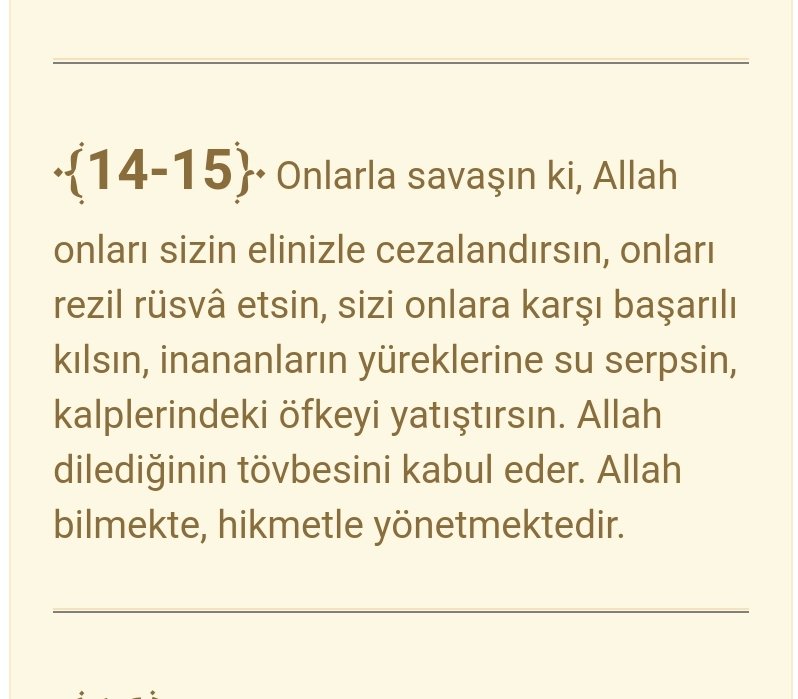 {14-15} Onlarla savaşın ki, Allah
onları sizin elinizle cezalandırsın, onları
rezil rüsvâ etsin, sizi onlara karşı başarılı
kılsın, inananların yüreklerine su serpsin,
kalplerindeki öfkeyi yatıştırsın. Allah
dilediğinin tövbesini kabul eder. Allah
bilmekte, hikmetle yönetmektedir.